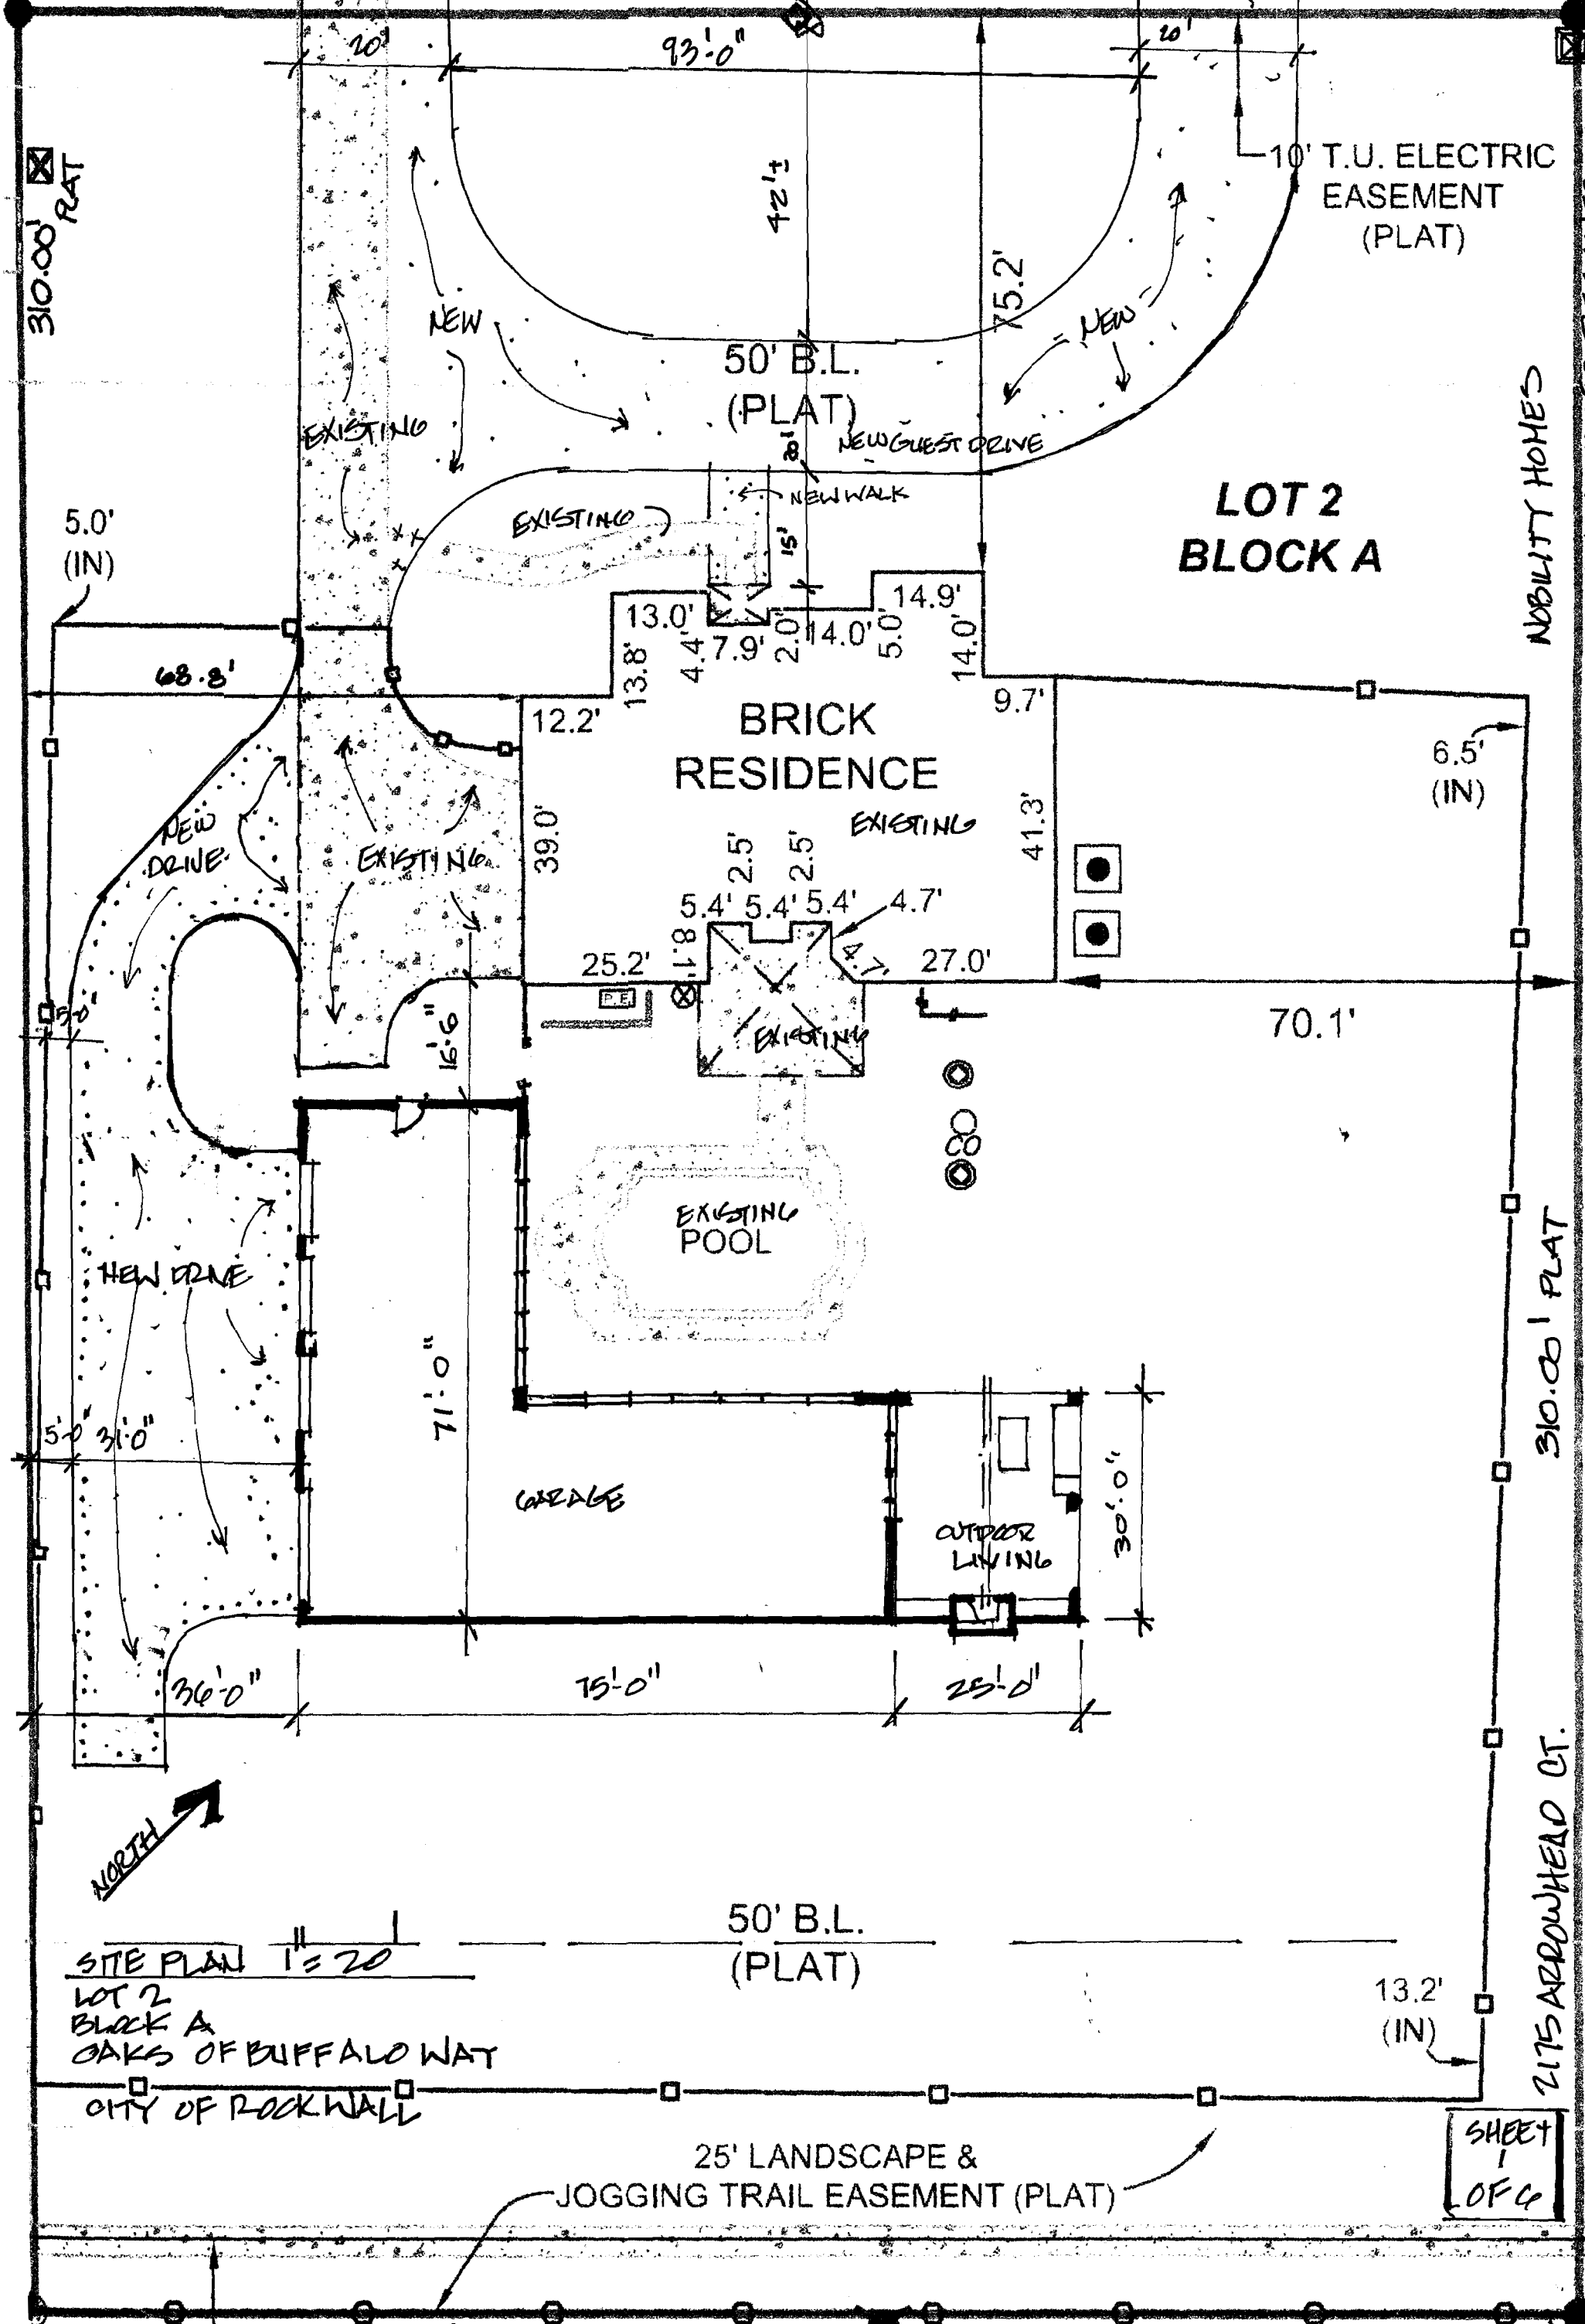 20'
93'-0"
20'
10' T.U. ELECTRIC
EASEMENT
(PLAT)
310.00' PLAT
42'±
75.2'
NEW
NEW
50' B.L.
(PLAT)
EXISTING
20'
NEW GUEST DRIVE
NEW WALK
EXISTING
15'
LOT 2
BLOCK A
NOBILITY HOMES
5.0'
(IN)
13.0'
14.9'
4.4'
7.9'
2.0'
14.0'
5.0'
14.0'
13.8'
68.8'
12.2'
9.7'
BRICK
RESIDENCE
EXISTING
6.5'
(IN)
NEW
DRIVE
EXISTING
39.0'
41.3'
2.5'
2.5'
5.4' 5.4' 5.4'
4.7'
8.1'
4.7'
25.2'
27.0'
P.E.
70.1'
5'-0"
16'-6"
EXISTING
CO
EXISTING
POOL
NEW DRIVE
310.00' PLAT
71'-0"
5'-0"
31'-0"
GARAGE
OUTDOOR
LIVING
30'-0"
36'-0"
75'-0"
25'-0"
NORTH
2175 ARROWHEAD CT.
50' B.L.
(PLAT)
SITE PLAN 1" = 20'
LOT 2
BLOCK A
OAKS OF BUFFALO WAY
CITY OF ROCKWALL
13.2'
(IN)
25' LANDSCAPE &
JOGGING TRAIL EASEMENT (PLAT)
SHEET
1
OF 6